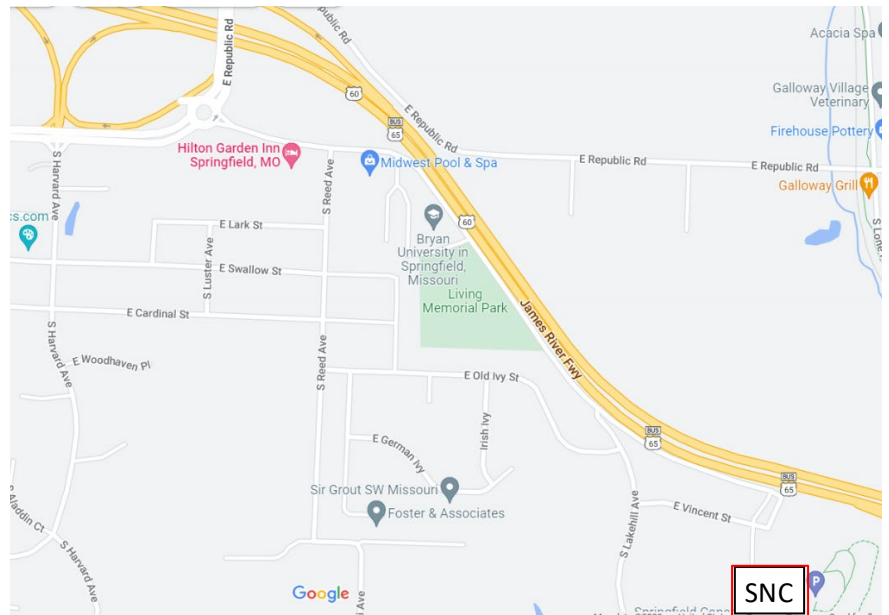 E Republic Rd
E Republic Rd
Acacia Spa
60
Galloway Village
Veterinary
BUS
65
E Republic Rd
Firehouse Pottery
Hilton Garden Inn
Springfield, MO
Midwest Pool & Spa
E Republic Rd
E Republic Rd
Galloway Grill
S Harvard Ave
S Reed Ave
cs.com
E Lark St
60
Bryan
University in
Springfield,
Missouri
S Luster Ave
E Swallow St
Living
Memorial Park
E Cardinal St
James River Fwy
S Harvard Ave
S Reed Ave
E Woodhaven Pl
E Old Ivy St
Irish Ivy
E German Ivy
BUS
65
Sir Grout SW Missouri
BUS
65
Foster & Associates
S Aladdin Ct
S Harvard Ave
S Lakehill Ave
E Vincent St
P
SNC
Google